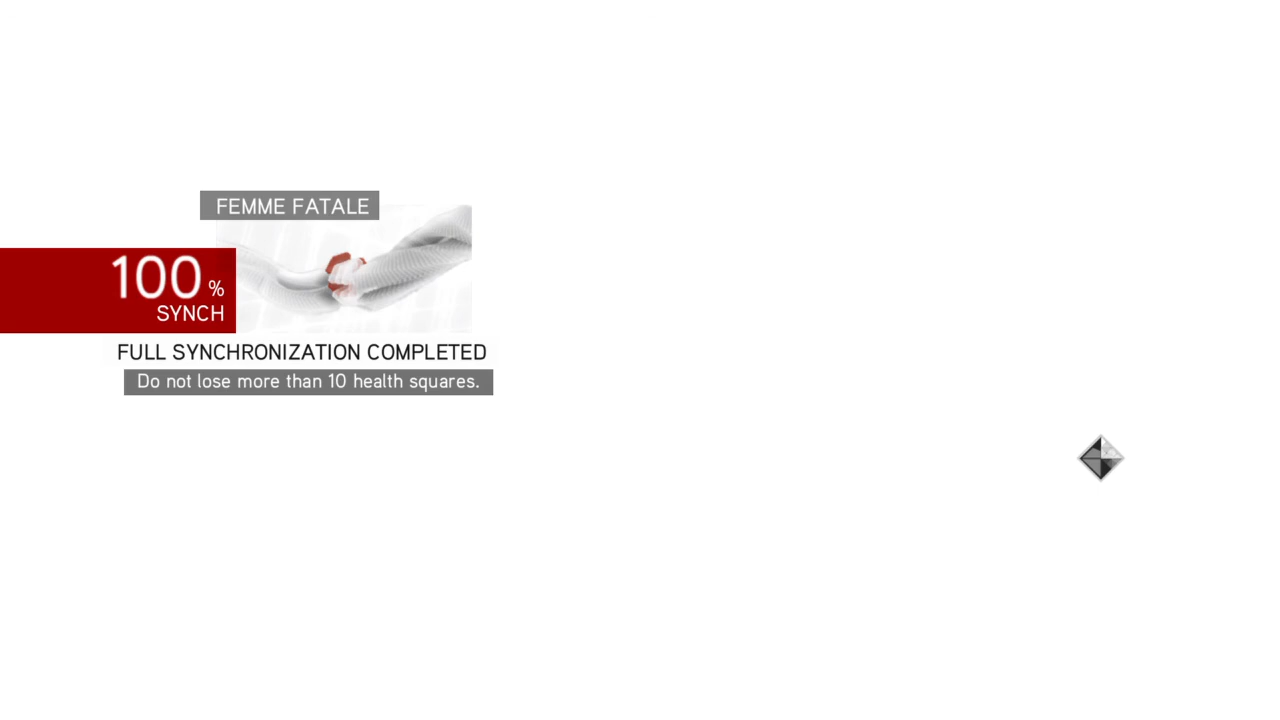 FEMME FATALE
100 %
SYNCH
FULL SYNCHRONIZATION COMPLETED
Do not lose more than 10 health squares.